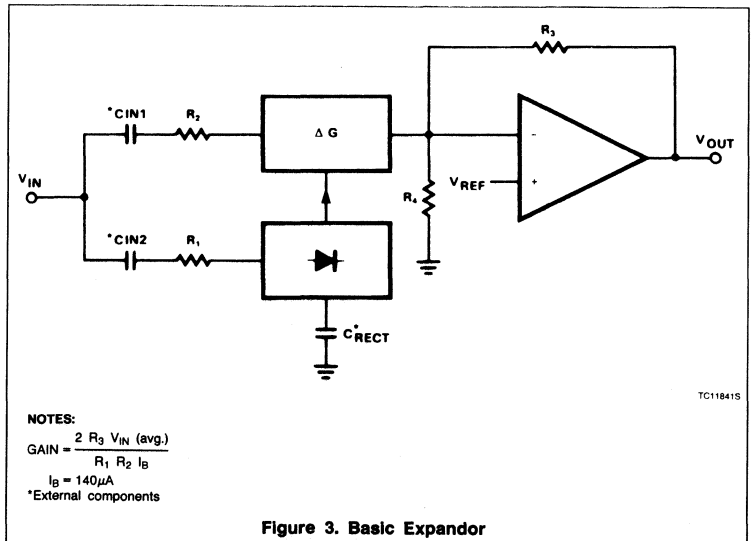 R3
*CIN1
R2
Δ G
VOUT
VIN
VREF
R4
*CIN2
R1
C*RECT
TC11841S
NOTES:
GAIN = 2 R3 VIN (avg.)
R1 R2 IB
IB = 140μA
*External components
Figure 3. Basic Expandor